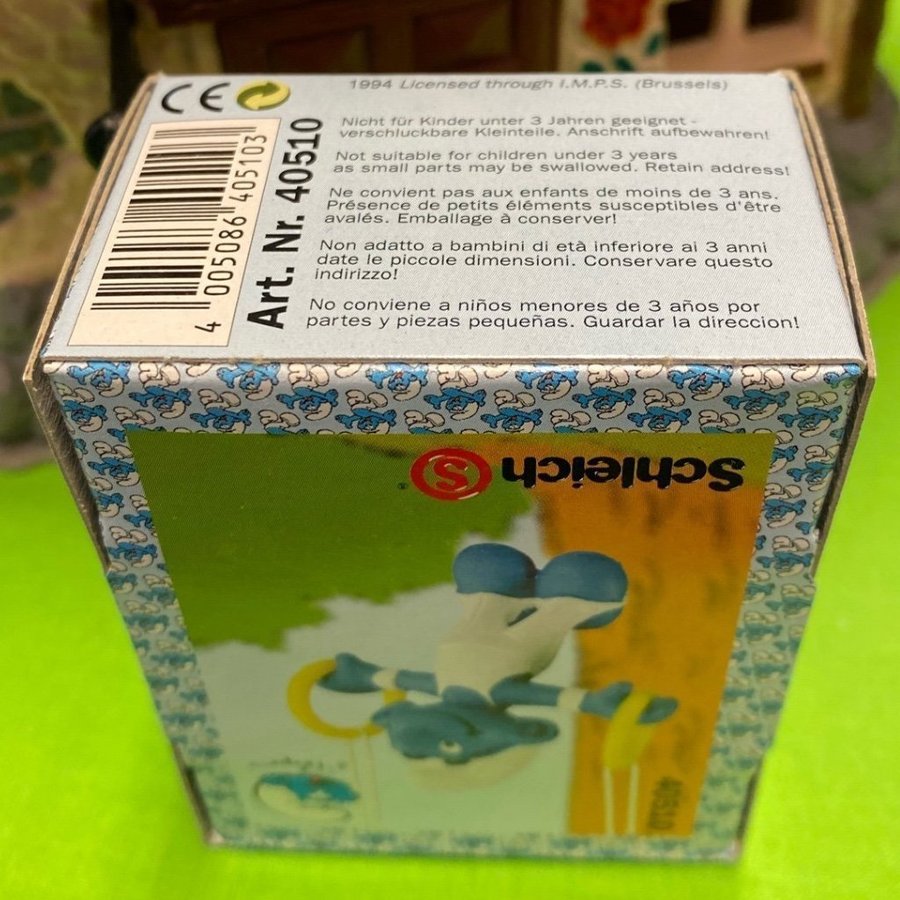 1994 Licensed through I.M.P.S. (Brussels)
CE
4 005086 405103
Art. Nr. 40510
Nicht für Kinder unter 3 Jahren geeignet -
verschluckbare Kleinteile. Anschrift aufbewahren!
Not suitable for children under 3 years
as small parts may be swallowed. Retain address!
Ne convient pas aux enfants de moins de 3 ans.
Présence de petits éléments susceptibles d'être
avalés. Emballage à conserver!
Non adatto a bambini di età inferiore ai 3 anni
date le piccole dimensioni. Conservare questo
indirizzo!
No conviene a niños menores de 3 años por
partes y piezas pequeñas. Guardar la direccion!
Schleich S ®
40510